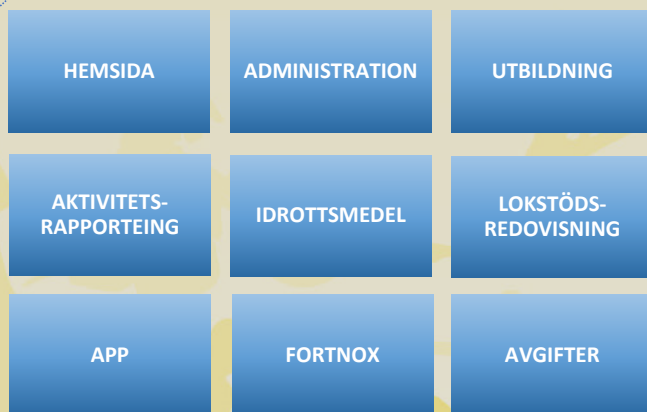 HEMSIDA
ADMINISTRATION
UTBILDNING
AKTIVITETS-
RAPPORTEING
IDROTTSMEDEL
LOKSTÖDS-
REDOVISNING
APP
FORTNOX
AVGIFTER